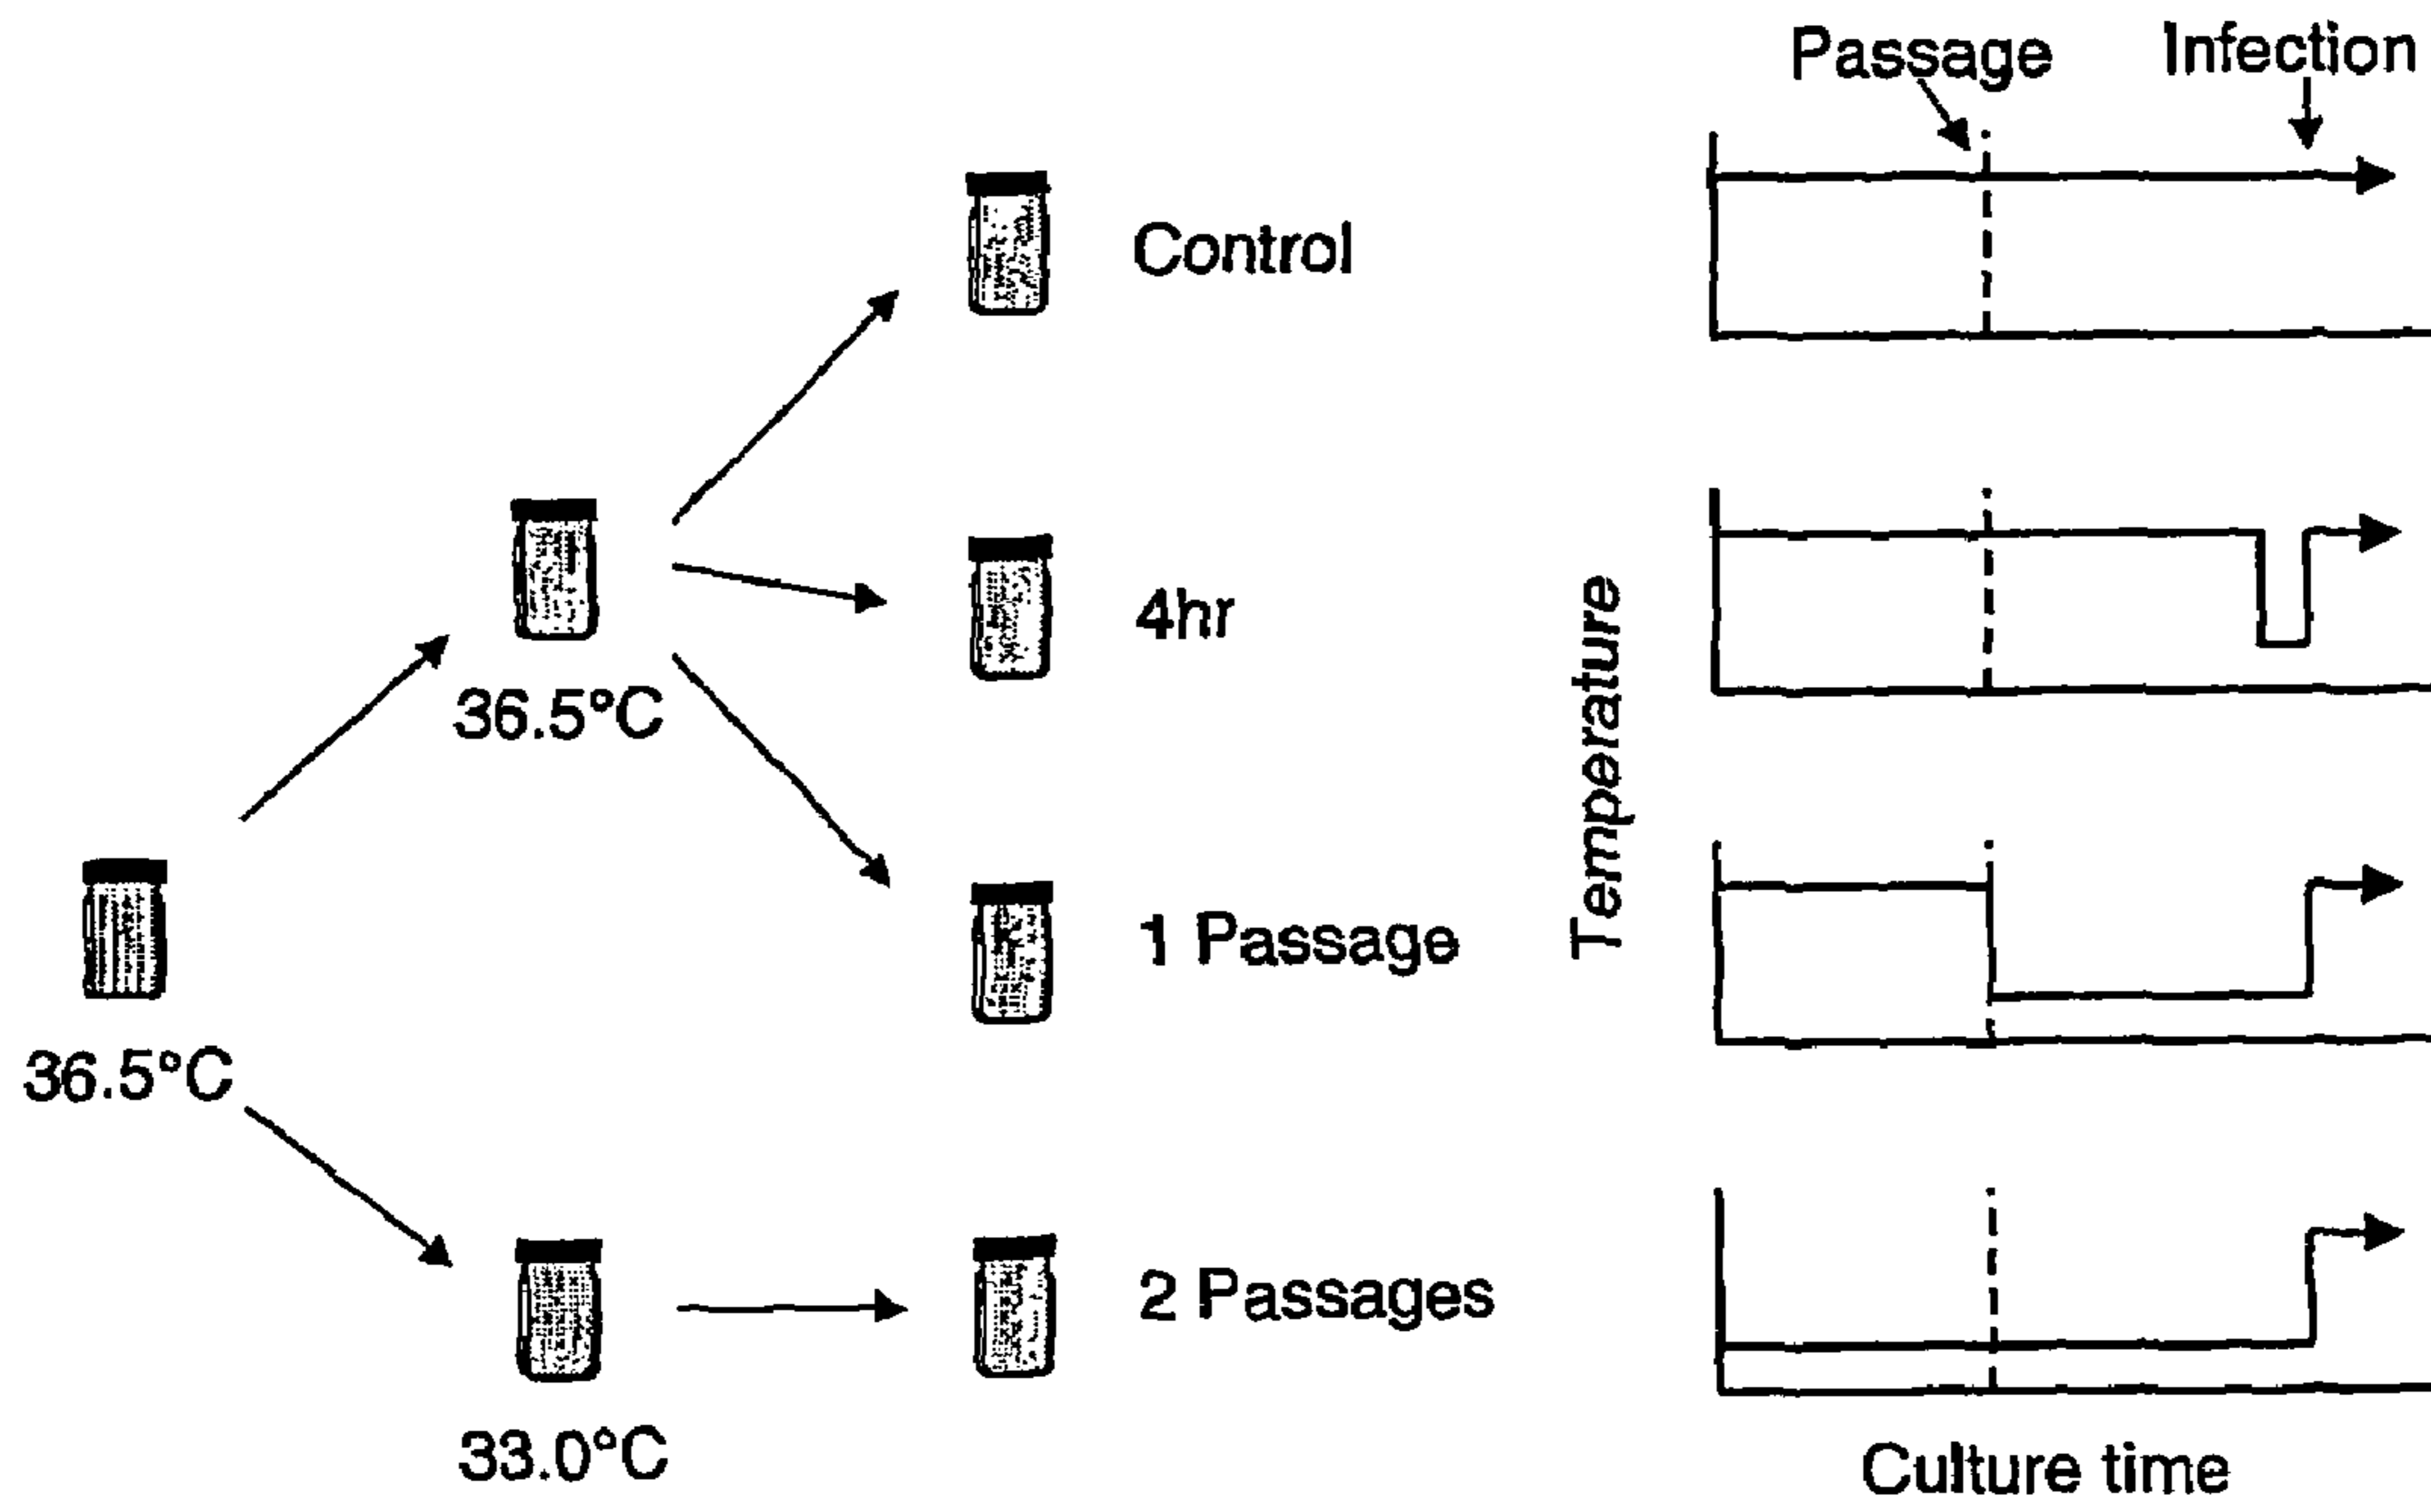 Passage
Infection
Control
4hr
36.5°C
Temperature
1 Passage
36.5°C
2 Passages
33.0°C
Culture time